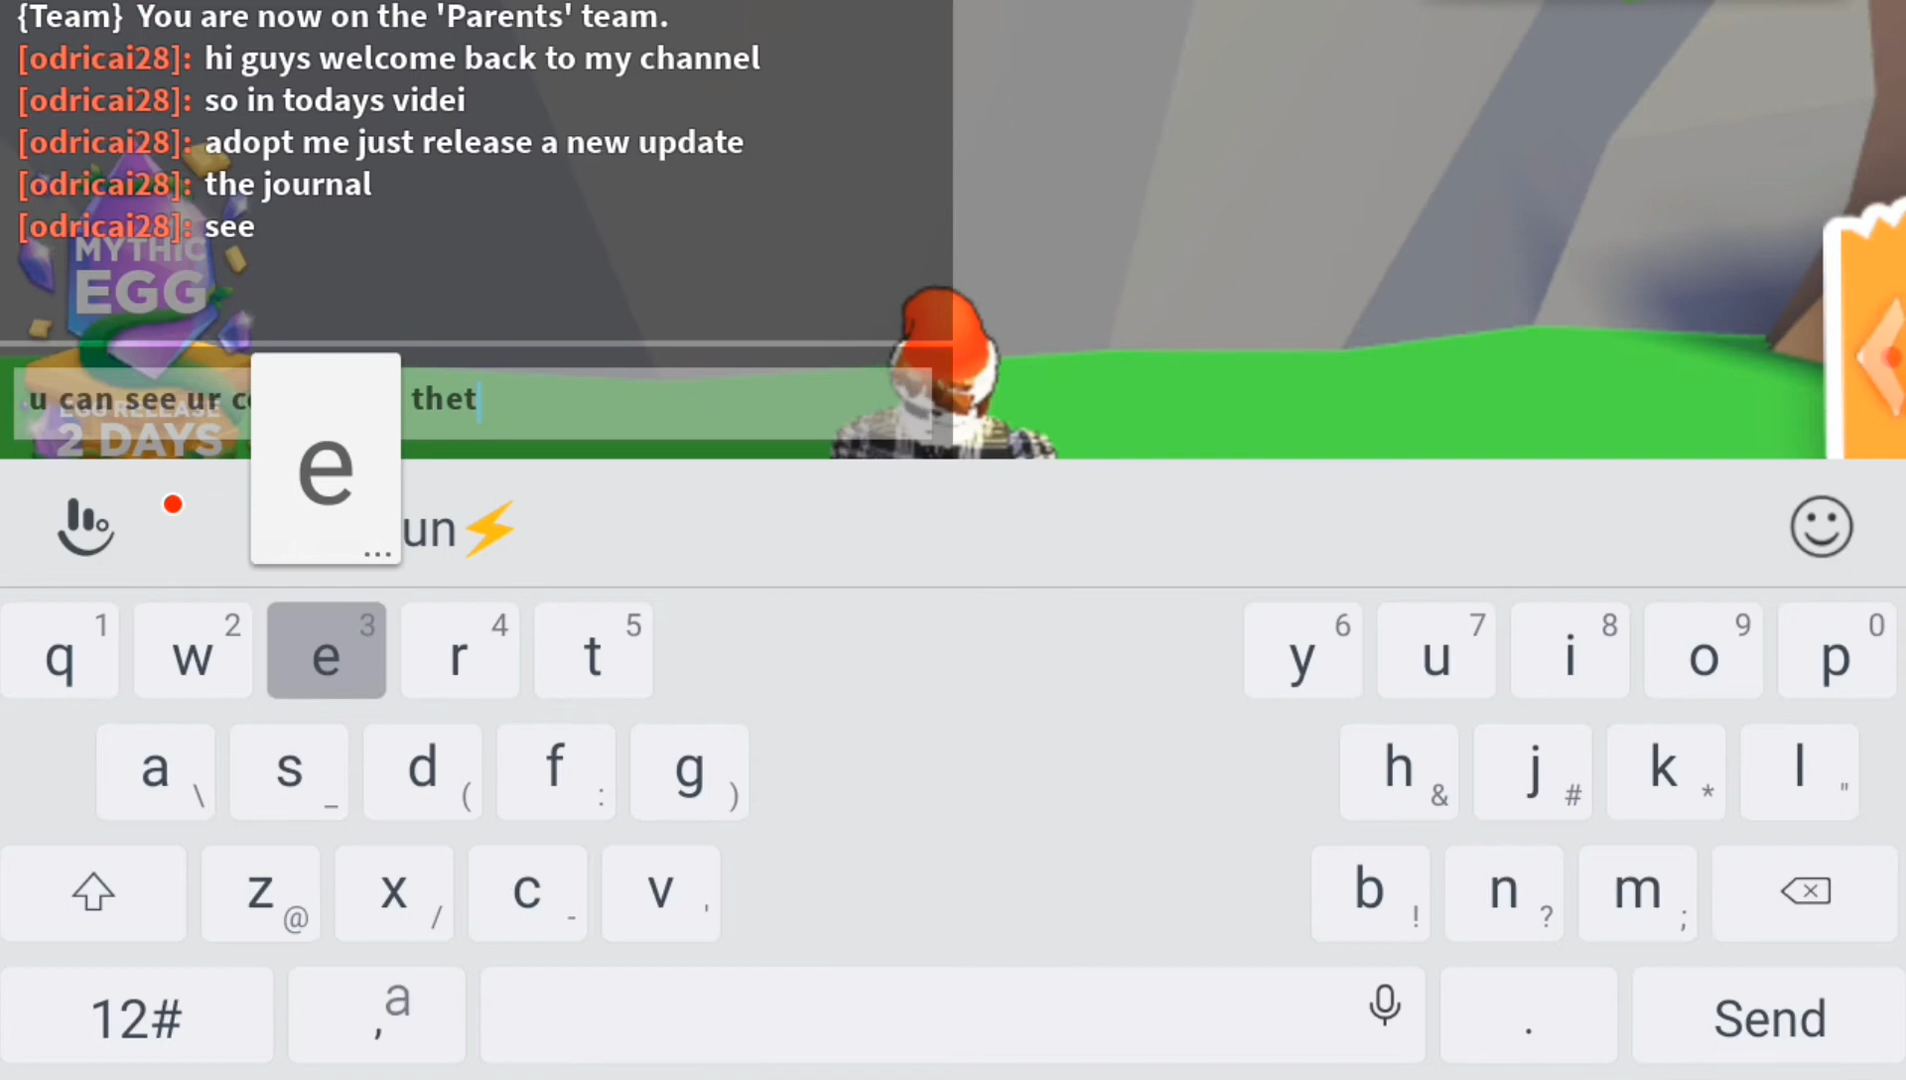 {Team} You are now on the 'Parents' team.
[odricai28]: hi guys welcome back to my channel
[odricai28]: so in todays videi
[odricai28]: adopt me just release a new update
[odricai28]: the journal
[odricai28]: see
MYTHIC
EGG
u can see ur thet
EGG RELEASE
2 DAYS
e
...
un⚡
q 1 w 2 e 3 r 4 t 5 y 6 u 7 i 8 o 9 p 0
a \ s _ d ( f : g ) h & j # k * l "
z @ x / c - v ' b ! n ? m ;
12# , a . Send